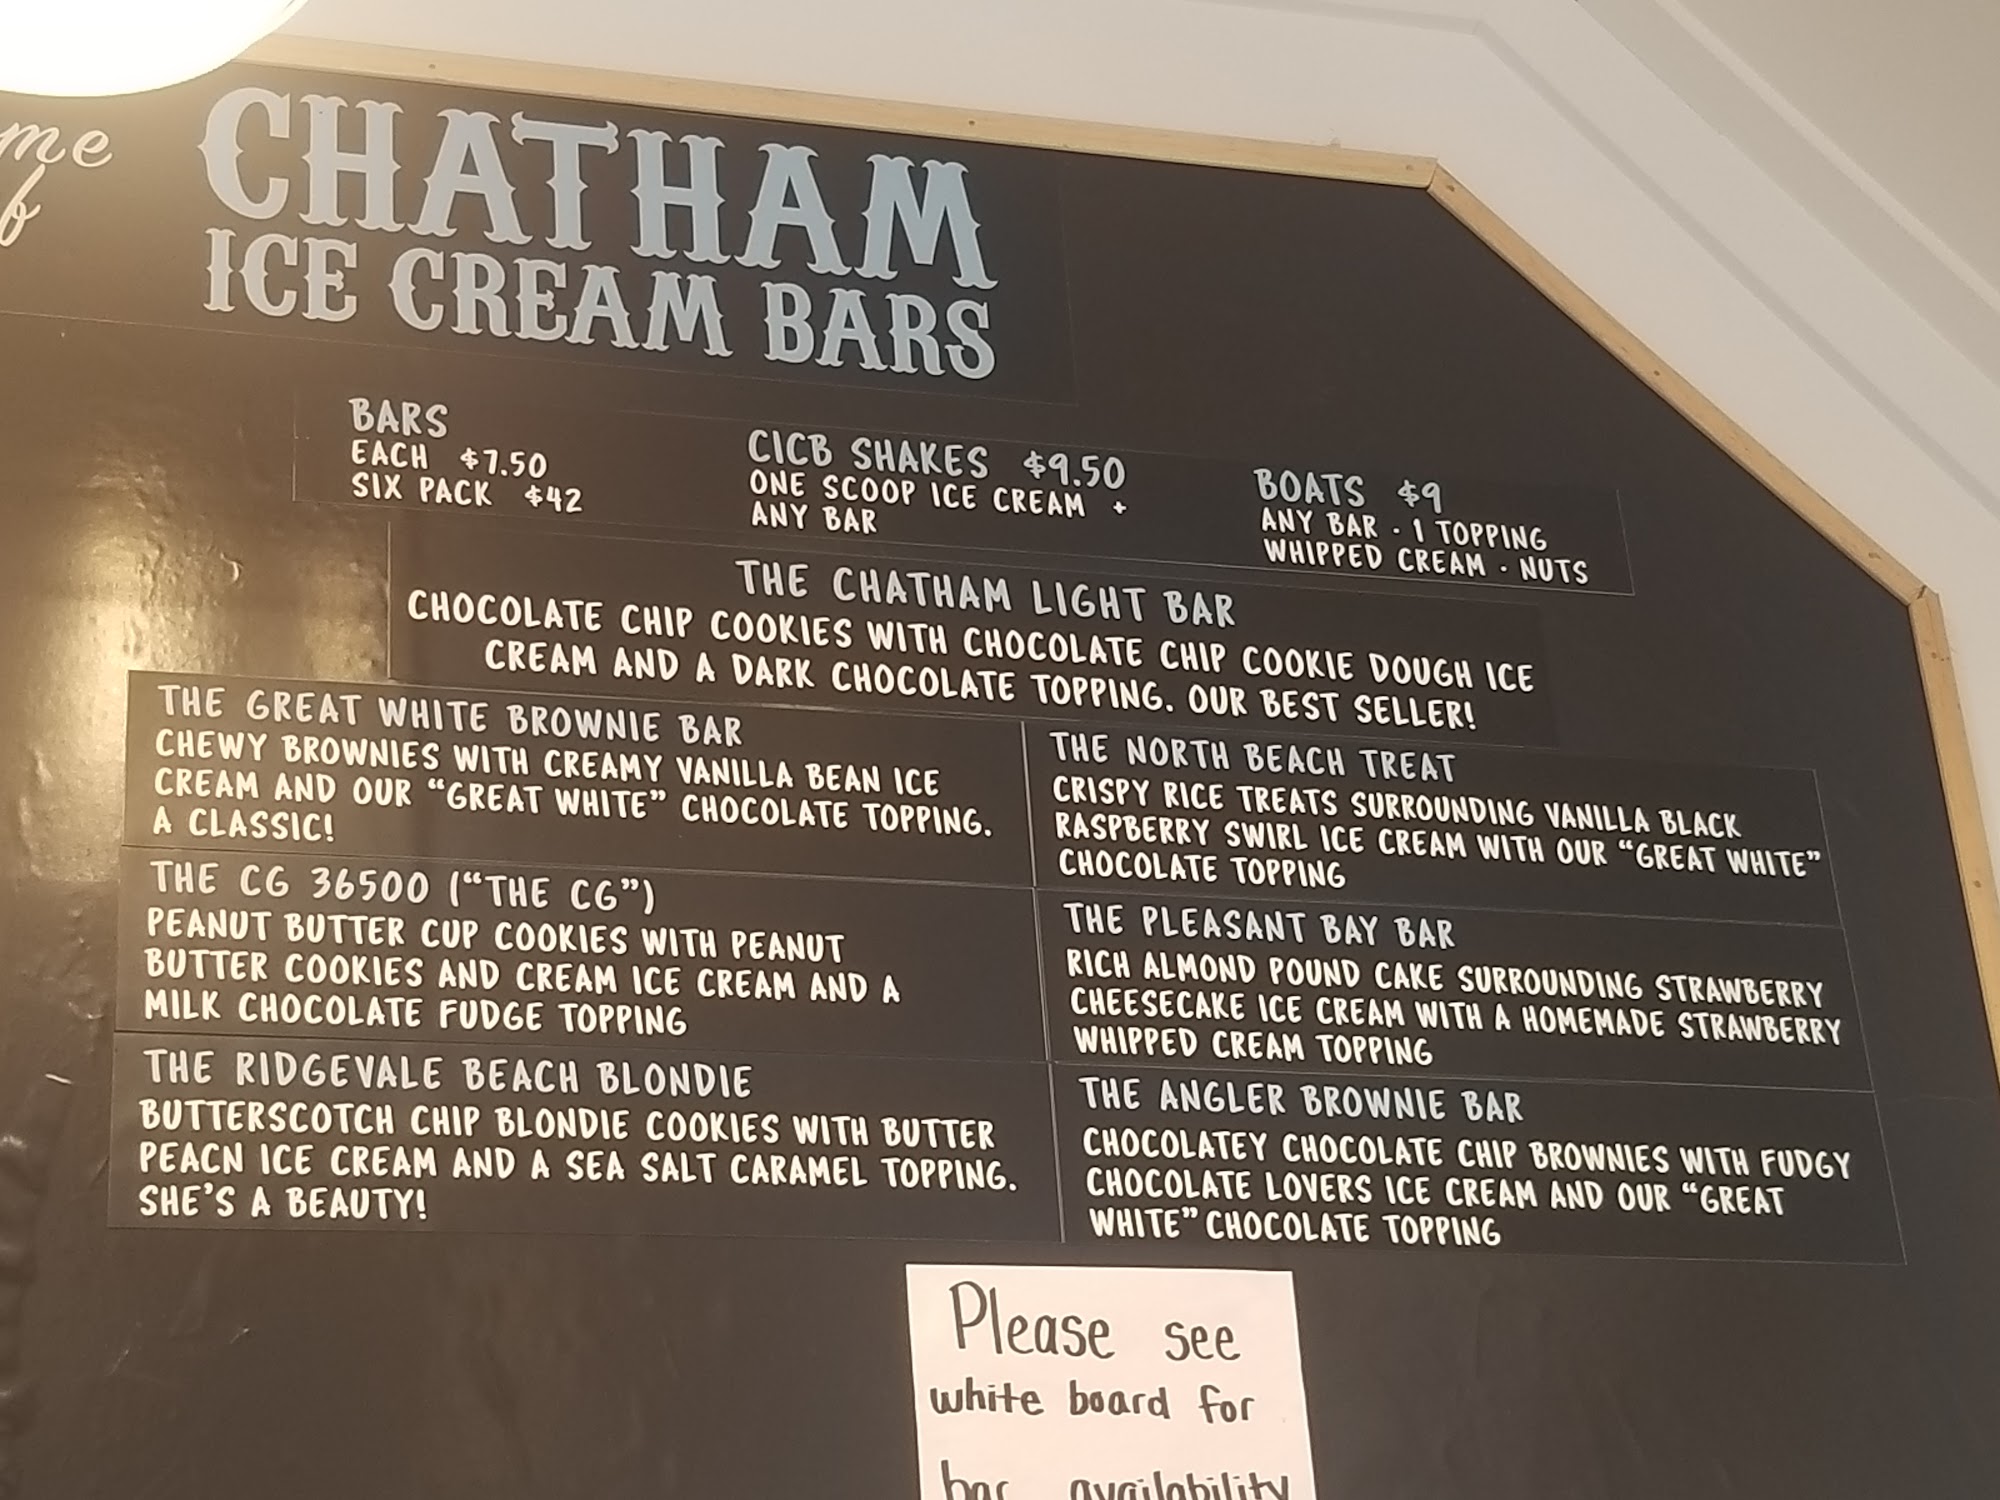 me
f
CHATHAM
ICE CREAM BARS
BARS
EACH $7.50
SIX PACK $42
CICB SHAKES $9.50
ONE SCOOP ICE CREAM +
ANY BAR
BOATS $9
ANY BAR · 1 TOPPING
WHIPPED CREAM · NUTS
THE CHATHAM LIGHT BAR
CHOCOLATE CHIP COOKIES WITH CHOCOLATE CHIP COOKIE DOUGH ICE
CREAM AND A DARK CHOCOLATE TOPPING. OUR BEST SELLER!
THE GREAT WHITE BROWNIE BAR
CHEWY BROWNIES WITH CREAMY VANILLA BEAN ICE
CREAM AND OUR “GREAT WHITE” CHOCOLATE TOPPING.
A CLASSIC!
THE CG 36500 (“THE CG”)
PEANUT BUTTER CUP COOKIES WITH PEANUT
BUTTER COOKIES AND CREAM ICE CREAM AND A
MILK CHOCOLATE FUDGE TOPPING
THE RIDGEVALE BEACH BLONDIE
BUTTERSCOTCH CHIP BLONDIE COOKIES WITH BUTTER
PEACN ICE CREAM AND A SEA SALT CARAMEL TOPPING.
SHE’S A BEAUTY!
THE NORTH BEACH TREAT
CRISPY RICE TREATS SURROUNDING VANILLA BLACK
RASPBERRY SWIRL ICE CREAM WITH OUR “GREAT WHITE”
CHOCOLATE TOPPING
THE PLEASANT BAY BAR
RICH ALMOND POUND CAKE SURROUNDING STRAWBERRY
CHEESECAKE ICE CREAM WITH A HOMEMADE STRAWBERRY
WHIPPED CREAM TOPPING
THE ANGLER BROWNIE BAR
CHOCOLATEY CHOCOLATE CHIP BROWNIES WITH FUDGY
CHOCOLATE LOVERS ICE CREAM AND OUR “GREAT
WHITE” CHOCOLATE TOPPING
Please see
white board for
bar availability